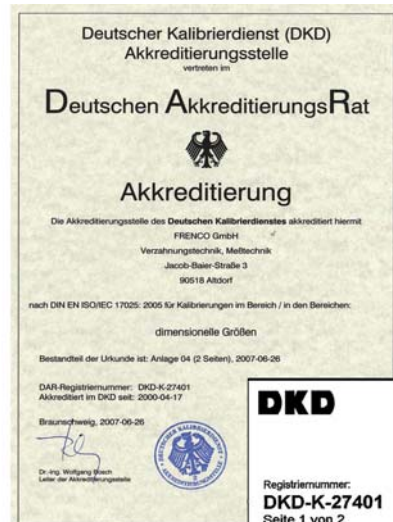 Deutscher Kalibrierdienst (DKD)
Akkreditierungsstelle
vertreten im
Deutschen AkkreditierungsRat
Akkreditierung
Die Akkreditierungsstelle des Deutschen Kalibrierdienstes akkreditiert hiermit
FRENCO GmbH
Verzahnungstechnik, Meßtechnik
Jacob-Baier-Straße 3
90518 Altdorf
nach DIN EN ISO/IEC 17025: 2005 für Kalibrierungen im Bereich / in den Bereichen:
dimensionelle Größen
Bestandteil der Urkunde ist: Anlage 04 (2 Seiten), 2007-06-26
DAR-Registriernummer: DKD-K-27401
Akkreditiert im DKD seit: 2000-04-17
Braunschweig, 2007-06-26
DEUTSCHER KALIBRIERDIENST
AKKREDITIERUNGSSTELLE
Dr.-Ing. Wolfgang Bosch
Leiter der Akkreditierungsstelle
DKD
Registriernummer:
DKD-K-27401
Seite 1 von 2